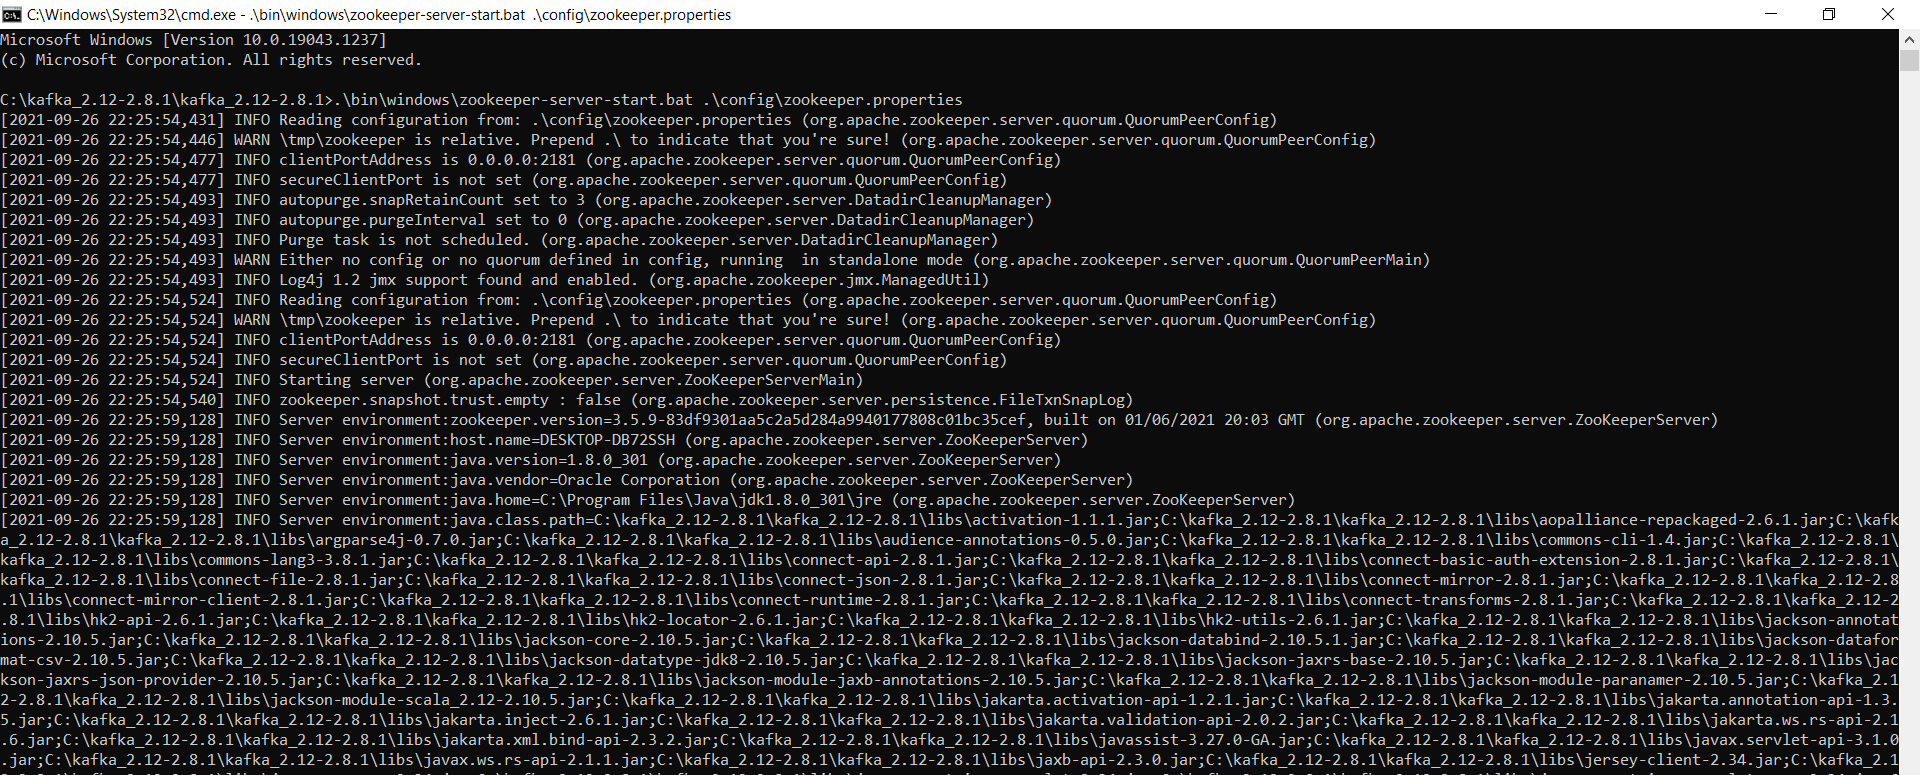 C:\Windows\System32\cmd.exe - .\bin\windows\zookeeper-server-start.bat .\config\zookeeper.properties
Microsoft Windows [Version 10.0.19043.1237]
(c) Microsoft Corporation. All rights reserved.
C:\kafka_2.12-2.8.1\kafka_2.12-2.8.1>.\bin\windows\zookeeper-server-start.bat .\config\zookeeper.properties
[2021-09-26 22:25:54,431] INFO Reading configuration from: .\config\zookeeper.properties (org.apache.zookeeper.server.quorum.QuorumPeerConfig)
[2021-09-26 22:25:54,446] WARN \tmp\zookeeper is relative. Prepend .\ to indicate that you're sure! (org.apache.zookeeper.server.quorum.QuorumPeerConfig)
[2021-09-26 22:25:54,477] INFO clientPortAddress is 0.0.0.0:2181 (org.apache.zookeeper.server.quorum.QuorumPeerConfig)
[2021-09-26 22:25:54,477] INFO secureClientPort is not set (org.apache.zookeeper.server.quorum.QuorumPeerConfig)
[2021-09-26 22:25:54,493] INFO autopurge.snapRetainCount set to 3 (org.apache.zookeeper.server.DatadirCleanupManager)
[2021-09-26 22:25:54,493] INFO autopurge.purgeInterval set to 0 (org.apache.zookeeper.server.DatadirCleanupManager)
[2021-09-26 22:25:54,493] INFO Purge task is not scheduled. (org.apache.zookeeper.server.DatadirCleanupManager)
[2021-09-26 22:25:54,493] WARN Either no config or no quorum defined in config, running  in standalone mode (org.apache.zookeeper.server.quorum.QuorumPeerMain)
[2021-09-26 22:25:54,493] INFO Log4j 1.2 jmx support found and enabled. (org.apache.zookeeper.jmx.ManagedUtil)
[2021-09-26 22:25:54,524] INFO Reading configuration from: .\config\zookeeper.properties (org.apache.zookeeper.server.quorum.QuorumPeerConfig)
[2021-09-26 22:25:54,524] WARN \tmp\zookeeper is relative. Prepend .\ to indicate that you're sure! (org.apache.zookeeper.server.quorum.QuorumPeerConfig)
[2021-09-26 22:25:54,524] INFO clientPortAddress is 0.0.0.0:2181 (org.apache.zookeeper.server.quorum.QuorumPeerConfig)
[2021-09-26 22:25:54,524] INFO secureClientPort is not set (org.apache.zookeeper.server.quorum.QuorumPeerConfig)
[2021-09-26 22:25:54,524] INFO Starting server (org.apache.zookeeper.server.ZooKeeperServerMain)
[2021-09-26 22:25:54,540] INFO zookeeper.snapshot.trust.empty : false (org.apache.zookeeper.server.persistence.FileTxnSnapLog)
[2021-09-26 22:25:59,128] INFO Server environment:zookeeper.version=3.5.9-83df9301aa5c2a5d284a9940177808c01bc35cef, built on 01/06/2021 20:03 GMT (org.apache.zookeeper.server.ZooKeeperServer)
[2021-09-26 22:25:59,128] INFO Server environment:host.name=DESKTOP-DB72SSH (org.apache.zookeeper.server.ZooKeeperServer)
[2021-09-26 22:25:59,128] INFO Server environment:java.version=1.8.0_301 (org.apache.zookeeper.server.ZooKeeperServer)
[2021-09-26 22:25:59,128] INFO Server environment:java.vendor=Oracle Corporation (org.apache.zookeeper.server.ZooKeeperServer)
[2021-09-26 22:25:59,128] INFO Server environment:java.home=C:\Program Files\Java\jdk1.8.0_301\jre (org.apache.zookeeper.server.ZooKeeperServer)
[2021-09-26 22:25:59,128] INFO Server environment:java.class.path=C:\kafka_2.12-2.8.1\kafka_2.12-2.8.1\libs\activation-1.1.1.jar;C:\kafka_2.12-2.8.1\kafka_2.12-2.8.1\libs\aopalliance-repackaged-2.6.1.jar;C:\kafk
a_2.12-2.8.1\kafka_2.12-2.8.1\libs\argparse4j-0.7.0.jar;C:\kafka_2.12-2.8.1\kafka_2.12-2.8.1\libs\audience-annotations-0.5.0.jar;C:\kafka_2.12-2.8.1\kafka_2.12-2.8.1\libs\commons-cli-1.4.jar;C:\kafka_2.12-2.8.1\
kafka_2.12-2.8.1\libs\commons-lang3-3.8.1.jar;C:\kafka_2.12-2.8.1\kafka_2.12-2.8.1\libs\connect-api-2.8.1.jar;C:\kafka_2.12-2.8.1\kafka_2.12-2.8.1\libs\connect-basic-auth-extension-2.8.1.jar;C:\kafka_2.12-2.8.1\
kafka_2.12-2.8.1\libs\connect-file-2.8.1.jar;C:\kafka_2.12-2.8.1\kafka_2.12-2.8.1\libs\connect-json-2.8.1.jar;C:\kafka_2.12-2.8.1\kafka_2.12-2.8.1\libs\connect-mirror-2.8.1.jar;C:\kafka_2.12-2.8.1\kafka_2.12-2.8
.1\libs\connect-mirror-client-2.8.1.jar;C:\kafka_2.12-2.8.1\kafka_2.12-2.8.1\libs\connect-runtime-2.8.1.jar;C:\kafka_2.12-2.8.1\kafka_2.12-2.8.1\libs\connect-transforms-2.8.1.jar;C:\kafka_2.12-2.8.1\kafka_2.12-2
.8.1\libs\hk2-api-2.6.1.jar;C:\kafka_2.12-2.8.1\kafka_2.12-2.8.1\libs\hk2-locator-2.6.1.jar;C:\kafka_2.12-2.8.1\kafka_2.12-2.8.1\libs\hk2-utils-2.6.1.jar;C:\kafka_2.12-2.8.1\kafka_2.12-2.8.1\libs\jackson-annotat
ions-2.10.5.jar;C:\kafka_2.12-2.8.1\kafka_2.12-2.8.1\libs\jackson-core-2.10.5.jar;C:\kafka_2.12-2.8.1\kafka_2.12-2.8.1\libs\jackson-databind-2.10.5.1.jar;C:\kafka_2.12-2.8.1\kafka_2.12-2.8.1\libs\jackson-datafor
mat-csv-2.10.5.jar;C:\kafka_2.12-2.8.1\kafka_2.12-2.8.1\libs\jackson-datatype-jdk8-2.10.5.jar;C:\kafka_2.12-2.8.1\kafka_2.12-2.8.1\libs\jackson-jaxrs-base-2.10.5.jar;C:\kafka_2.12-2.8.1\kafka_2.12-2.8.1\libs\jac
kson-jaxrs-json-provider-2.10.5.jar;C:\kafka_2.12-2.8.1\kafka_2.12-2.8.1\libs\jackson-module-jaxb-annotations-2.10.5.jar;C:\kafka_2.12-2.8.1\kafka_2.12-2.8.1\libs\jackson-module-paranamer-2.10.5.jar;C:\kafka_2.1
2-2.8.1\kafka_2.12-2.8.1\libs\jackson-module-scala_2.12-2.10.5.jar;C:\kafka_2.12-2.8.1\kafka_2.12-2.8.1\libs\jakarta.activation-api-1.2.1.jar;C:\kafka_2.12-2.8.1\kafka_2.12-2.8.1\libs\jakarta.annotation-api-1.3.
5.jar;C:\kafka_2.12-2.8.1\kafka_2.12-2.8.1\libs\jakarta.inject-2.6.1.jar;C:\kafka_2.12-2.8.1\kafka_2.12-2.8.1\libs\jakarta.validation-api-2.0.2.jar;C:\kafka_2.12-2.8.1\kafka_2.12-2.8.1\libs\jakarta.ws.rs-api-2.1
.6.jar;C:\kafka_2.12-2.8.1\kafka_2.12-2.8.1\libs\jakarta.xml.bind-api-2.3.2.jar;C:\kafka_2.12-2.8.1\kafka_2.12-2.8.1\libs\javassist-3.27.0-GA.jar;C:\kafka_2.12-2.8.1\kafka_2.12-2.8.1\libs\javax.servlet-api-3.1.0
.jar;C:\kafka_2.12-2.8.1\kafka_2.12-2.8.1\libs\javax.ws.rs-api-2.1.1.jar;C:\kafka_2.12-2.8.1\kafka_2.12-2.8.1\libs\jaxb-api-2.3.0.jar;C:\kafka_2.12-2.8.1\kafka_2.12-2.8.1\libs\jersey-client-2.34.jar;C:\kafka_2.1